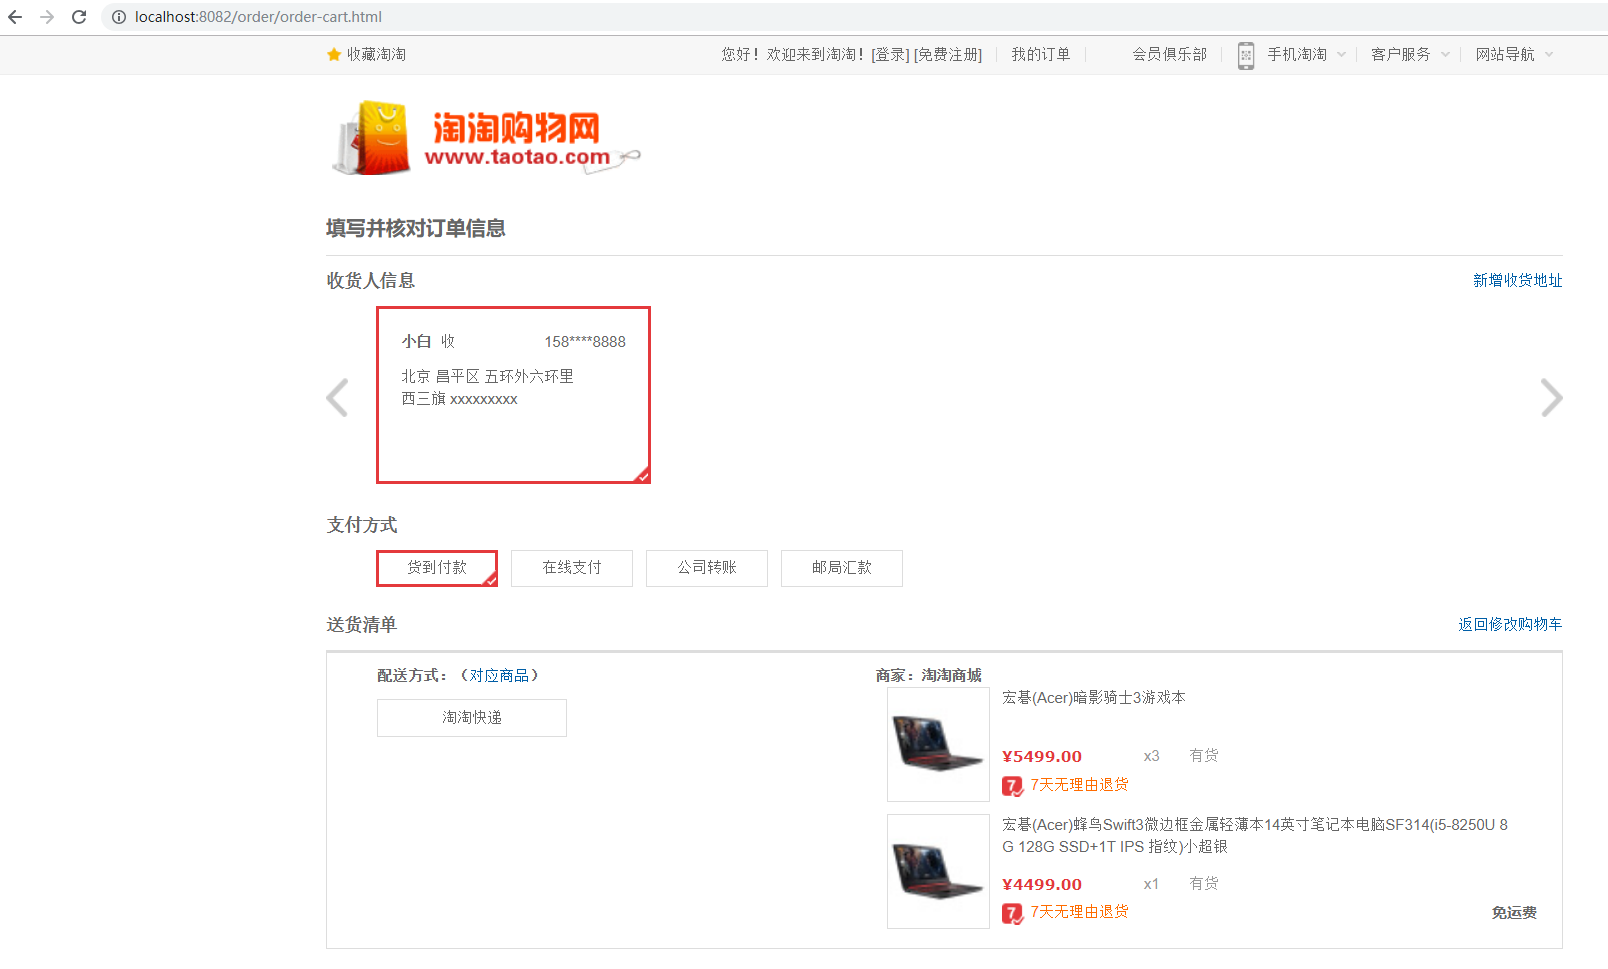 localhost:8082/order/order-cart.html
收藏淘淘
您好！欢迎来到淘淘！[登录] [免费注册] 我的订单 会员俱乐部 手机淘淘 客户服务 网站导航
淘淘购物网
www.taotao.com
填写并核对订单信息
收货人信息 新增收货地址
小白 收 158****8888
北京 昌平区 五环外六环里
西三旗 xxxxxxxxx
支付方式
货到付款 在线支付 公司转账 邮局汇款
送货清单 返回修改购物车
配送方式：（对应商品） 商家：淘淘商城
淘淘快递
宏碁(Acer)暗影骑士3游戏本
¥5499.00 x3 有货
7 7天无理由退货
宏碁(Acer)蜂鸟Swift3微边框金属轻薄本14英寸笔记本电脑SF314(i5-8250U 8
G 128G SSD+1T IPS 指纹)小超银
¥4499.00 x1 有货
7 7天无理由退货 免运费